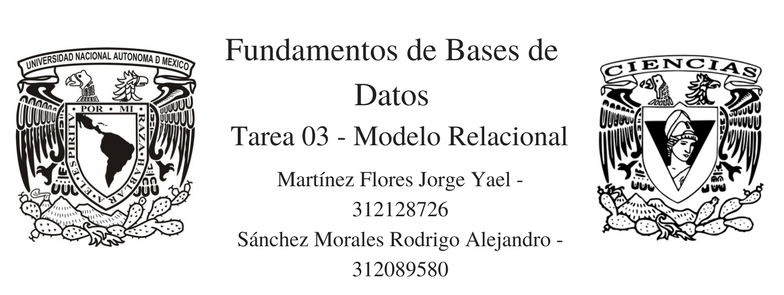 UNIVERSIDAD NACIONAL AUTONOMA D MEXICO
POR · MI
RAZA · HABLARA
EL · ESPIRITV
Fundamentos de Bases de
Datos
Tarea 03 - Modelo Relacional
Martínez Flores Jorge Yael -
312128726
Sánchez Morales Rodrigo Alejandro -
312089580
CIENCIAS